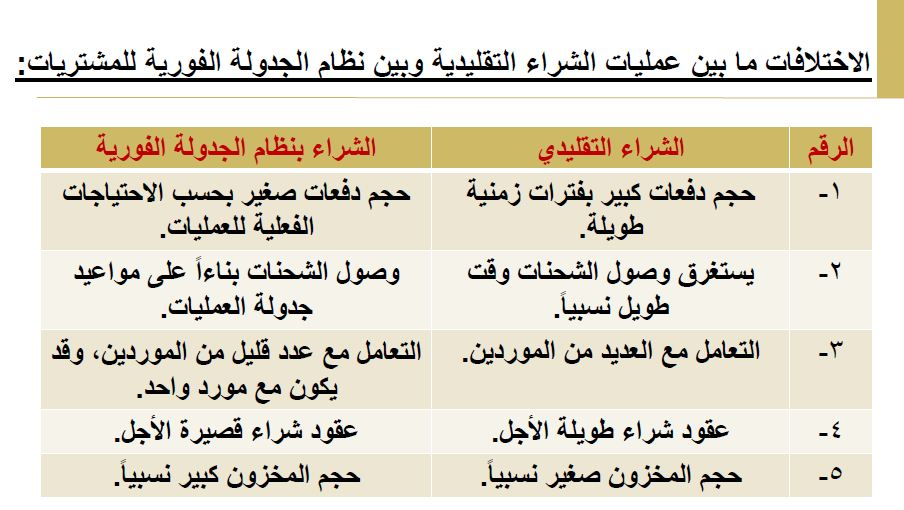 الاختلافات ما بين عمليات الشراء التقليدية وبين نظام الجدولة الفورية للمشتريات:
الرقم الشراء التقليدي الشراء بنظام الجدولة الفورية
١- حجم دفعات كبير بفترات زمنية طويلة. حجم دفعات صغير بحسب الاحتياجات الفعلية للعمليات.
٢- يستغرق وصول الشحنات وقت طويل نسبياً. وصول الشحنات بناءاً على مواعيد جدولة العمليات.
٣- التعامل مع العديد من الموردين. التعامل مع عدد قليل من الموردين، وقد يكون مع مورد واحد.
٤- عقود شراء طويلة الأجل. عقود شراء قصيرة الأجل.
٥- حجم المخزون صغير نسبياً. حجم المخزون كبير نسبياً.